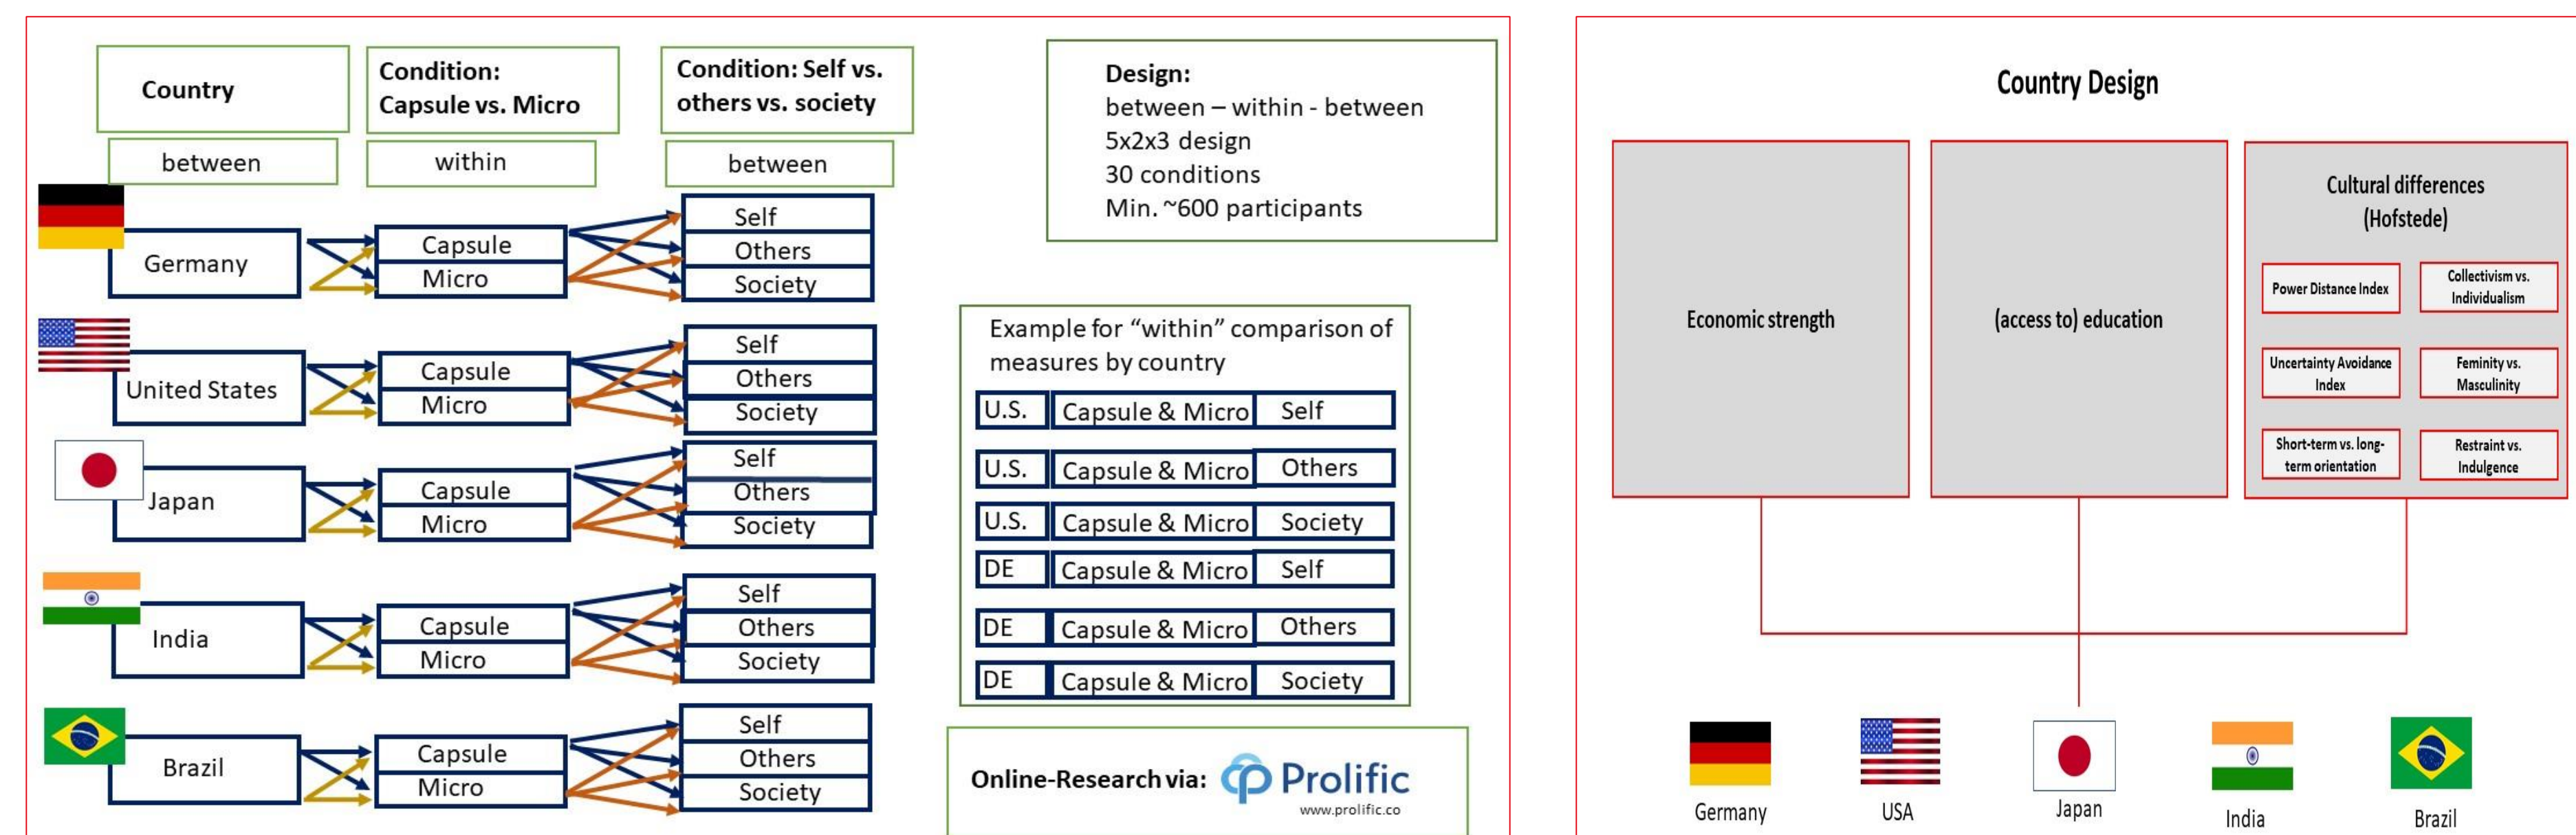 Country
Condition:
Capsule vs. Micro
Condition: Self vs.
others vs. society
between
within
between
Germany
Capsule
Micro
Self
Others
Society
United States
Capsule
Micro
Self
Others
Society
Japan
Capsule
Micro
Self
Others
Society
India
Capsule
Micro
Self
Others
Society
Brazil
Capsule
Micro
Self
Others
Society
Design:
between – within - between
5x2x3 design
30 conditions
Min. ~600 participants
Example for “within” comparison of
measures by country
U.S. Capsule & Micro Self
U.S. Capsule & Micro Others
U.S. Capsule & Micro Society
DE Capsule & Micro Self
DE Capsule & Micro Others
DE Capsule & Micro Society
Online-Research via: Prolific
www.prolific.co
Country Design
Economic strength
(access to) education
Cultural differences
(Hofstede)
Power Distance Index
Collectivism vs.
Individualism
Uncertainty Avoidance
Index
Feminity vs.
Masculinity
Short-term vs. long-
term orientation
Restraint vs.
Indulgence
Germany
USA
Japan
India
Brazil